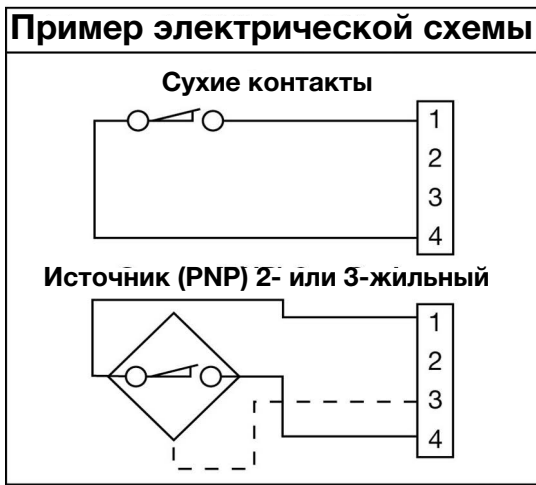 Пример электрической схемы
Сухие контакты
1
2
3
4
Источник (PNP) 2- или 3-жильный
1
2
3
4